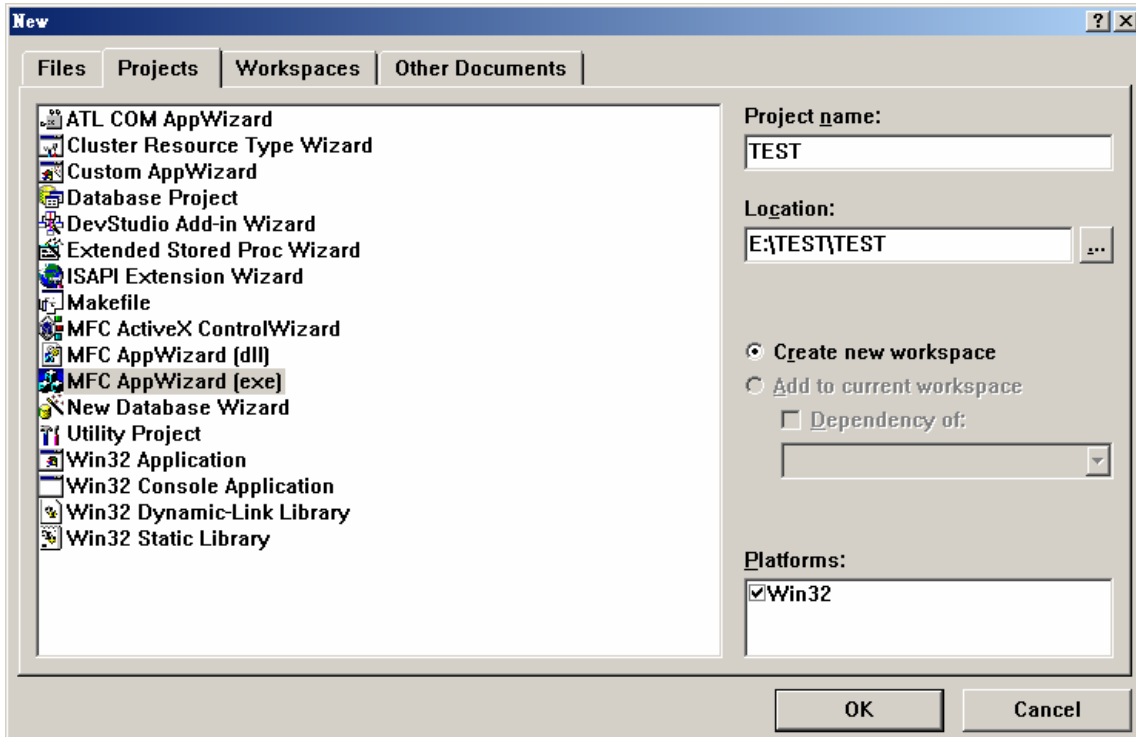 New
Files Projects Workspaces Other Documents
ATL COM AppWizard
Cluster Resource Type Wizard
Custom AppWizard
Database Project
DevStudio Add-in Wizard
Extended Stored Proc Wizard
ISAPI Extension Wizard
Makefile
MFC ActiveX ControlWizard
MFC AppWizard (dll)
MFC AppWizard (exe)
New Database Wizard
Utility Project
Win32 Application
Win32 Console Application
Win32 Dynamic-Link Library
Win32 Static Library
Project name:
TEST
Location:
E:\TEST\TEST
...
Create new workspace
Add to current workspace
Dependency of:
Platforms:
Win32
OK Cancel